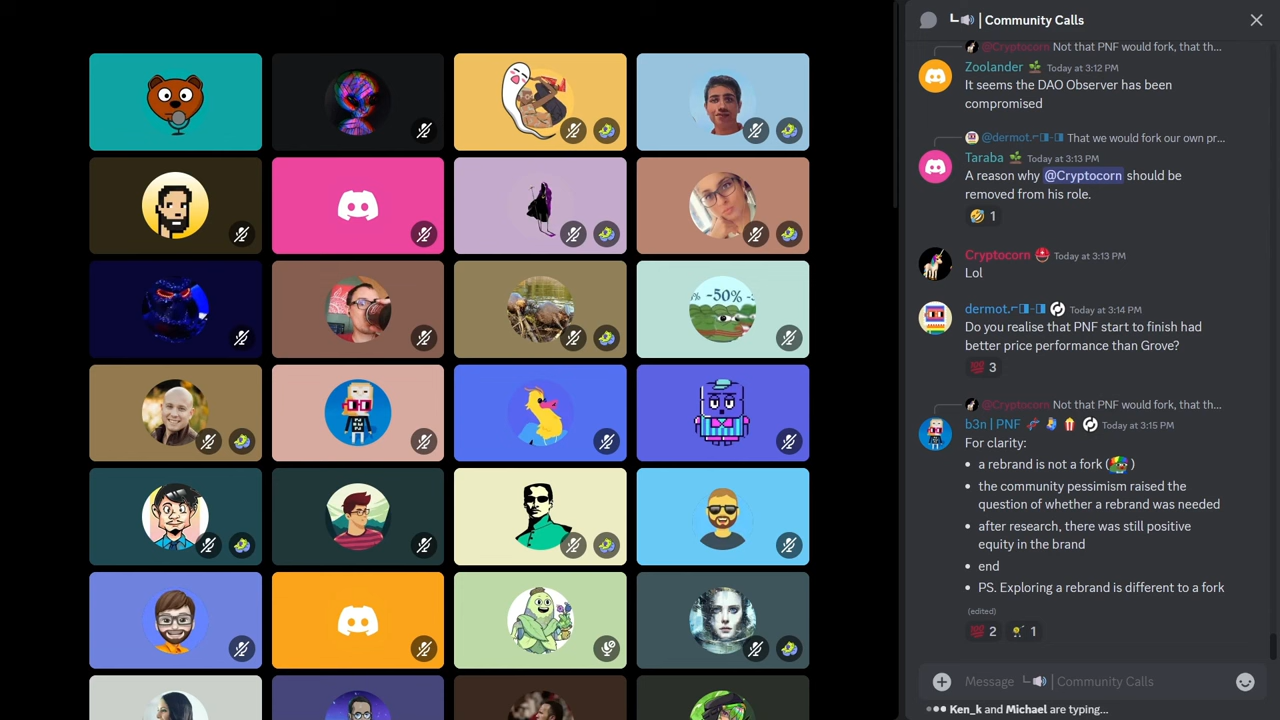 ┗🔊 | Community Calls
@Cryptocorn Not that PNF would fork, that th...
Zoolander Today at 3:12 PM
It seems the DAO Observer has been
compromised
@dermot.⌐◨-◨ That we would fork our own pr...
Taraba Today at 3:13 PM
A reason why @Cryptocorn should be
removed from his role.
🤣 1
Cryptocorn Today at 3:13 PM
Lol
-50%
dermot.⌐◨-◨ Today at 3:14 PM
Do you realise that PNF start to finish had
better price performance than Grove?
💯 3
@Cryptocorn Not that PNF would fork, that th...
b3n | PNF Today at 3:15 PM
For clarity:
• a rebrand is not a fork ( )
• the community pessimism raised the
question of whether a rebrand was needed
• after research, there was still positive
equity in the brand
• end
• PS. Exploring a rebrand is different to a fork
(edited)
💯 2 1
Message ┗🔊 | Community Calls
Ken_k and Michael are typing...